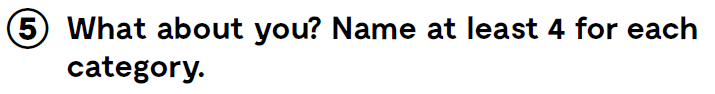 ⑤ What about you? Name at least 4 for each
category.